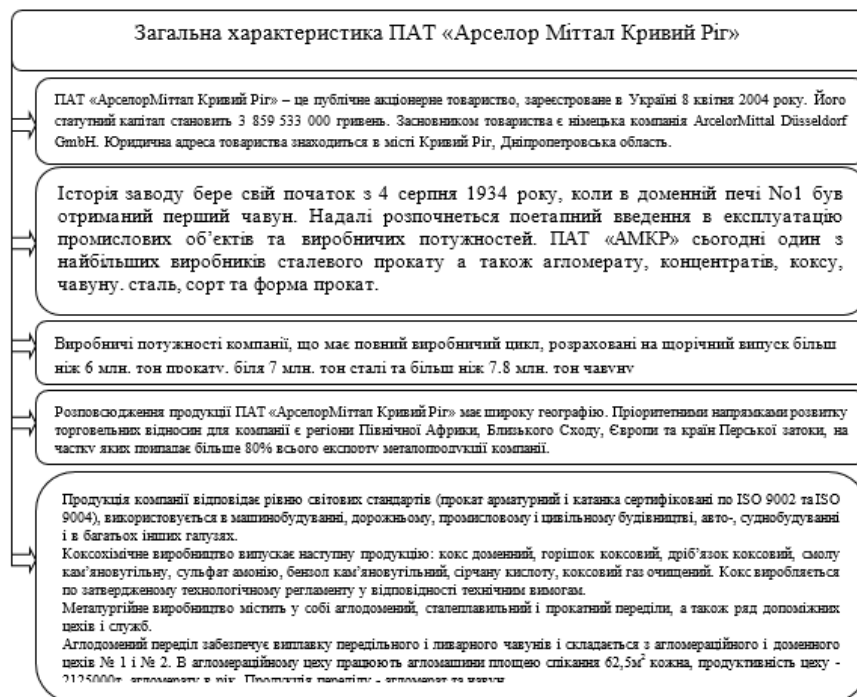 Загальна характеристика ПАТ «Арселор Міттал Кривий Ріг»
ПАТ «АрселорМіттал Кривий Ріг» – це публічне акціонерне товариство, зареєстроване в Україні 8 квітня 2004 року. Його
статутний капітал становить 3 859 533 000 гривень. Засновником товариства є німецька компанія ArcelorMittal Düsseldorf
GmbH. Юридична адреса товариства знаходиться в місті Кривий Ріг, Дніпропетровська область.
Історія заводу бере свій початок з 4 серпня 1934 року, коли в доменній печі No1 був
отриманий перший чавун. Надалі розпочнеться поетапний введення в експлуатацію
промислових об’єктів та виробничих потужностей. ПАТ «АМКР» сьогодні один з
найбільших виробників сталевого прокату а також агломерату, концентратів, коксу,
чавуну. сталь, сорт та форма прокат.
Виробничі потужності компанії, що має повний виробничий цикл, розраховані на щорічний випуск більш
ніж 6 млн. тон прокату, біля 7 млн. тон сталі та більш ніж 7,8 млн. тон чавуну
Розповсюдження продукції ПАТ «АрселорМіттал Кривий Ріг» має широку географію. Пріоритетними напрямками розвитку
торговельних відносин для компанії є регіони Північної Африки, Близького Сходу, Європи та країн Перської затоки, на
частку яких припадає більше 80% всього експорту металопродукції компанії.
Продукція компанії відповідає рівню світових стандартів (прокат арматурний і катанка сертифіковані по ISO 9002 та ISO
9004), використовується в машинобудуванні, дорожньому, промисловому і цивільному будівництві, авто-, суднобудуванні
і в багатьох інших галузях.
Коксохімічне виробництво випускає наступну продукцію: кокс доменний, горішок коксовий, дріб’язок коксовий, смолу
кам’яновугільну, сульфат амонію, бензол кам’яновугільний, сірчану кислоту, коксовий газ очищений. Кокс виробляється
по затвердженому технологічному регламенту у відповідності технічним вимогам.
Металургійне виробництво містить у собі аглодомений, сталеплавильний і прокатний переділи, а також ряд допоміжних
цехів і служб.
Аглодомений переділ забезпечує виплавку передільного і ливарного чавунів і складається з агломераційного і доменного
цехів № 1 і № 2. В агломераційному цеху працюють агломашини площею спікання 62,5м² кожна, продуктивність цеху -
2125000т. агломерату в рік. Продукція переділу - агломерат та чавун